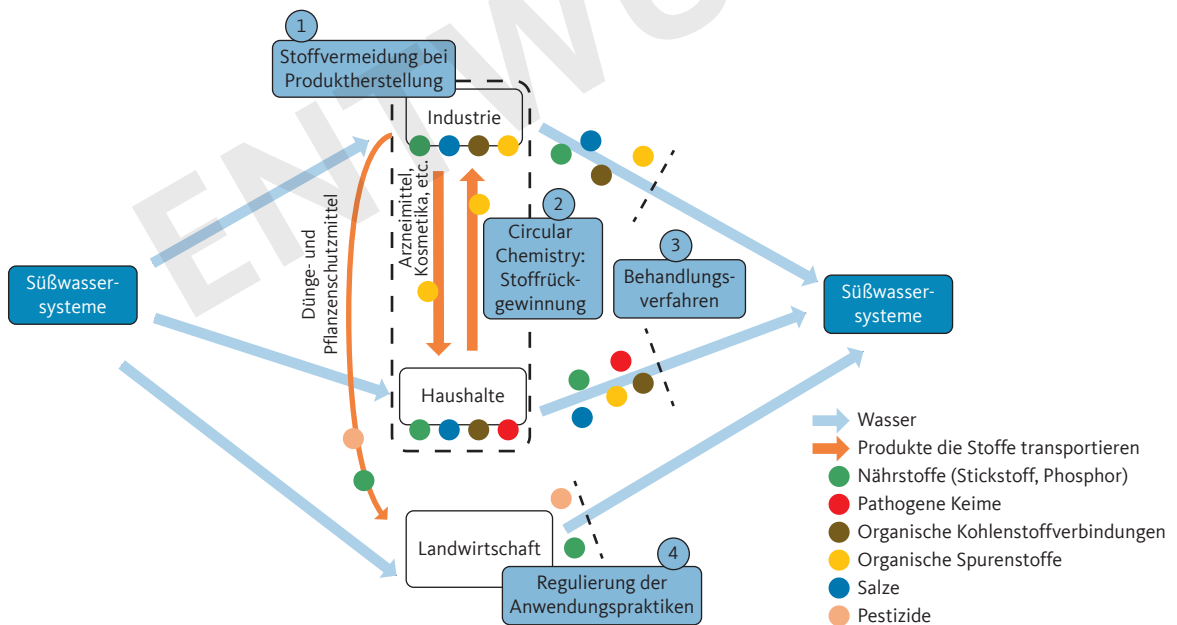 ENTWU
1
Stoffvermeidung bei
Produktherstellung
Industrie
Dünge- und
Pflanzenschutzmittel
Arzneimittel,
Kosmetika, etc.
2
Circular
Chemistry:
Stoffrück-
gewinnung
3
Behandlungs-
verfahren
Süßwasser-
systeme
Süßwasser-
systeme
Haushalte
Landwirtschaft
4
Regulierung der
Anwendungspraktiken
Wasser
Produkte die Stoffe transportieren
Nährstoffe (Stickstoff, Phosphor)
Pathogene Keime
Organische Kohlenstoffverbindungen
Organische Spurenstoffe
Salze
Pestizide